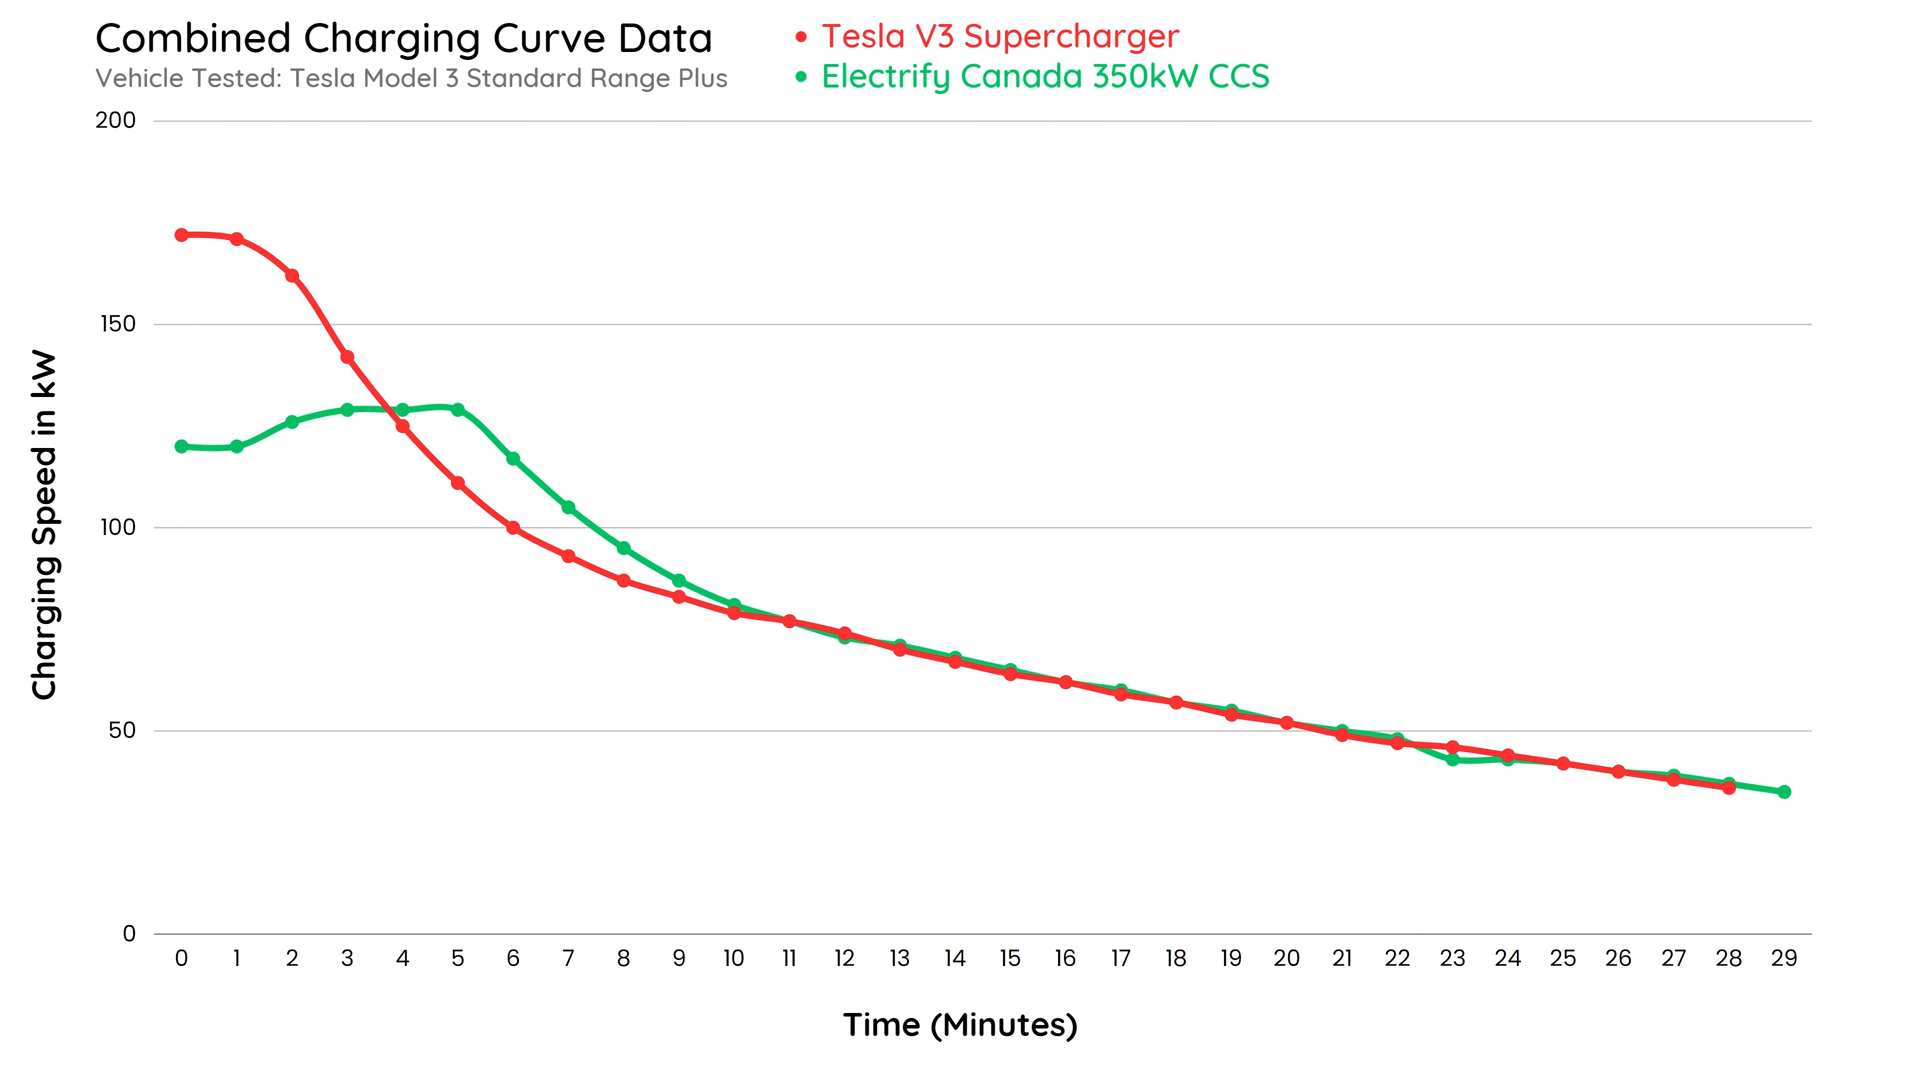 Combined Charging Curve Data
Vehicle Tested: Tesla Model 3 Standard Range Plus
Tesla V3 Supercharger
Electrify Canada 350kW CCS
200
150
100
50
0
Charging Speed in kW
0 1 2 3 4 5 6 7 8 9 10 11 12 13 14 15 16 17 18 19 20 21 22 23 24 25 26 27 28 29
Time (Minutes)